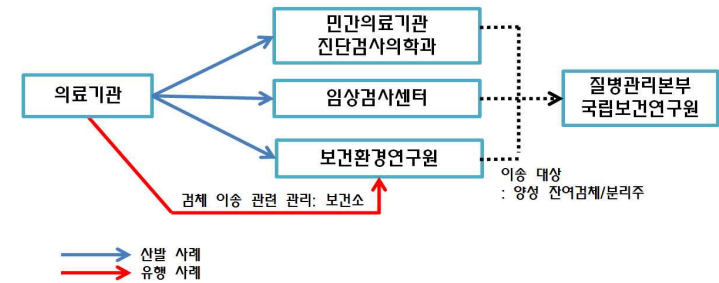 민간의료기관
진단검사의학과
의료기관
임상검사센터
질병관리본부
국립보건연구원
보건환경연구원
이송 대상
: 양성 잔여검체/분리주
검체 이송 관련 관리: 보건소
산발 사례
유행 사례